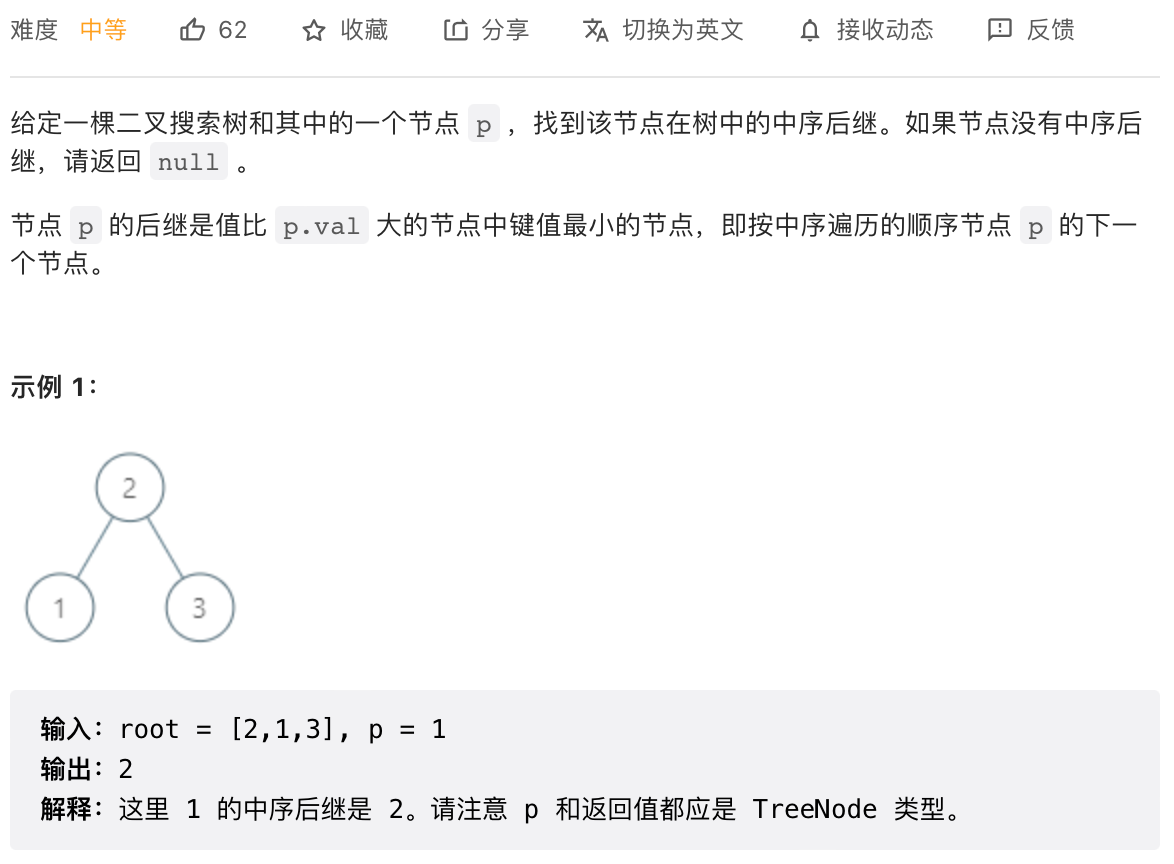 难度 中等 62 收藏 分享 切换为英文 接收动态 反馈
给定一棵二叉搜索树和其中的一个节点 p ，找到该节点在树中的中序后继。如果节点没有中序后
继，请返回 null 。
节点 p 的后继是值比 p.val 大的节点中键值最小的节点，即按中序遍历的顺序节点 p 的下一
个节点。
示例 1：
2
1 3
输入：root = [2,1,3], p = 1
输出：2
解释：这里 1 的中序后继是 2。请注意 p 和返回值都应是 TreeNode 类型。